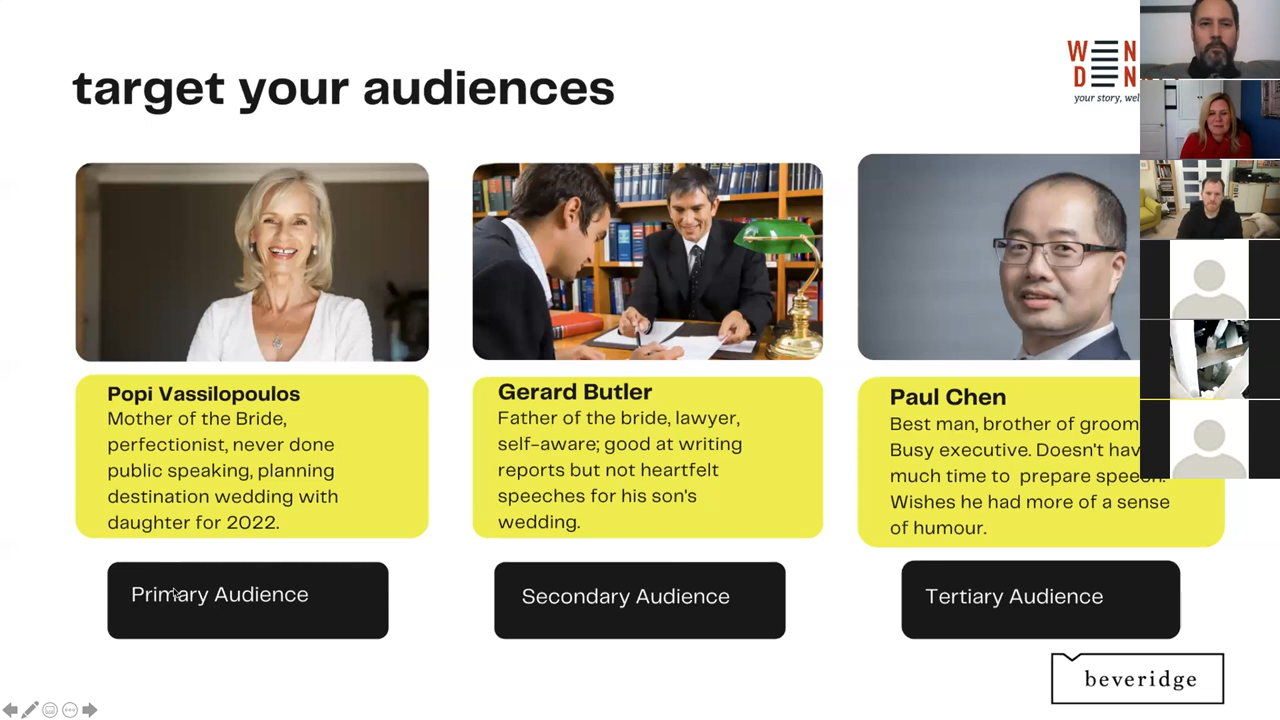 target your audiences
W N
D N
your story, wel
Popi Vassilopoulos
Mother of the Bride,
perfectionist, never done
public speaking, planning
destination wedding with
daughter for 2022.
Primary Audience
Gerard Butler
Father of the bride, lawyer,
self-aware; good at writing
reports but not heartfelt
speeches for his son's
wedding.
Secondary Audience
Paul Chen
Best man, brother of groom
Busy executive. Doesn't hav
much time to prepare speech.
Wishes he had more of a sense
of humour.
Tertiary Audience
beveridge